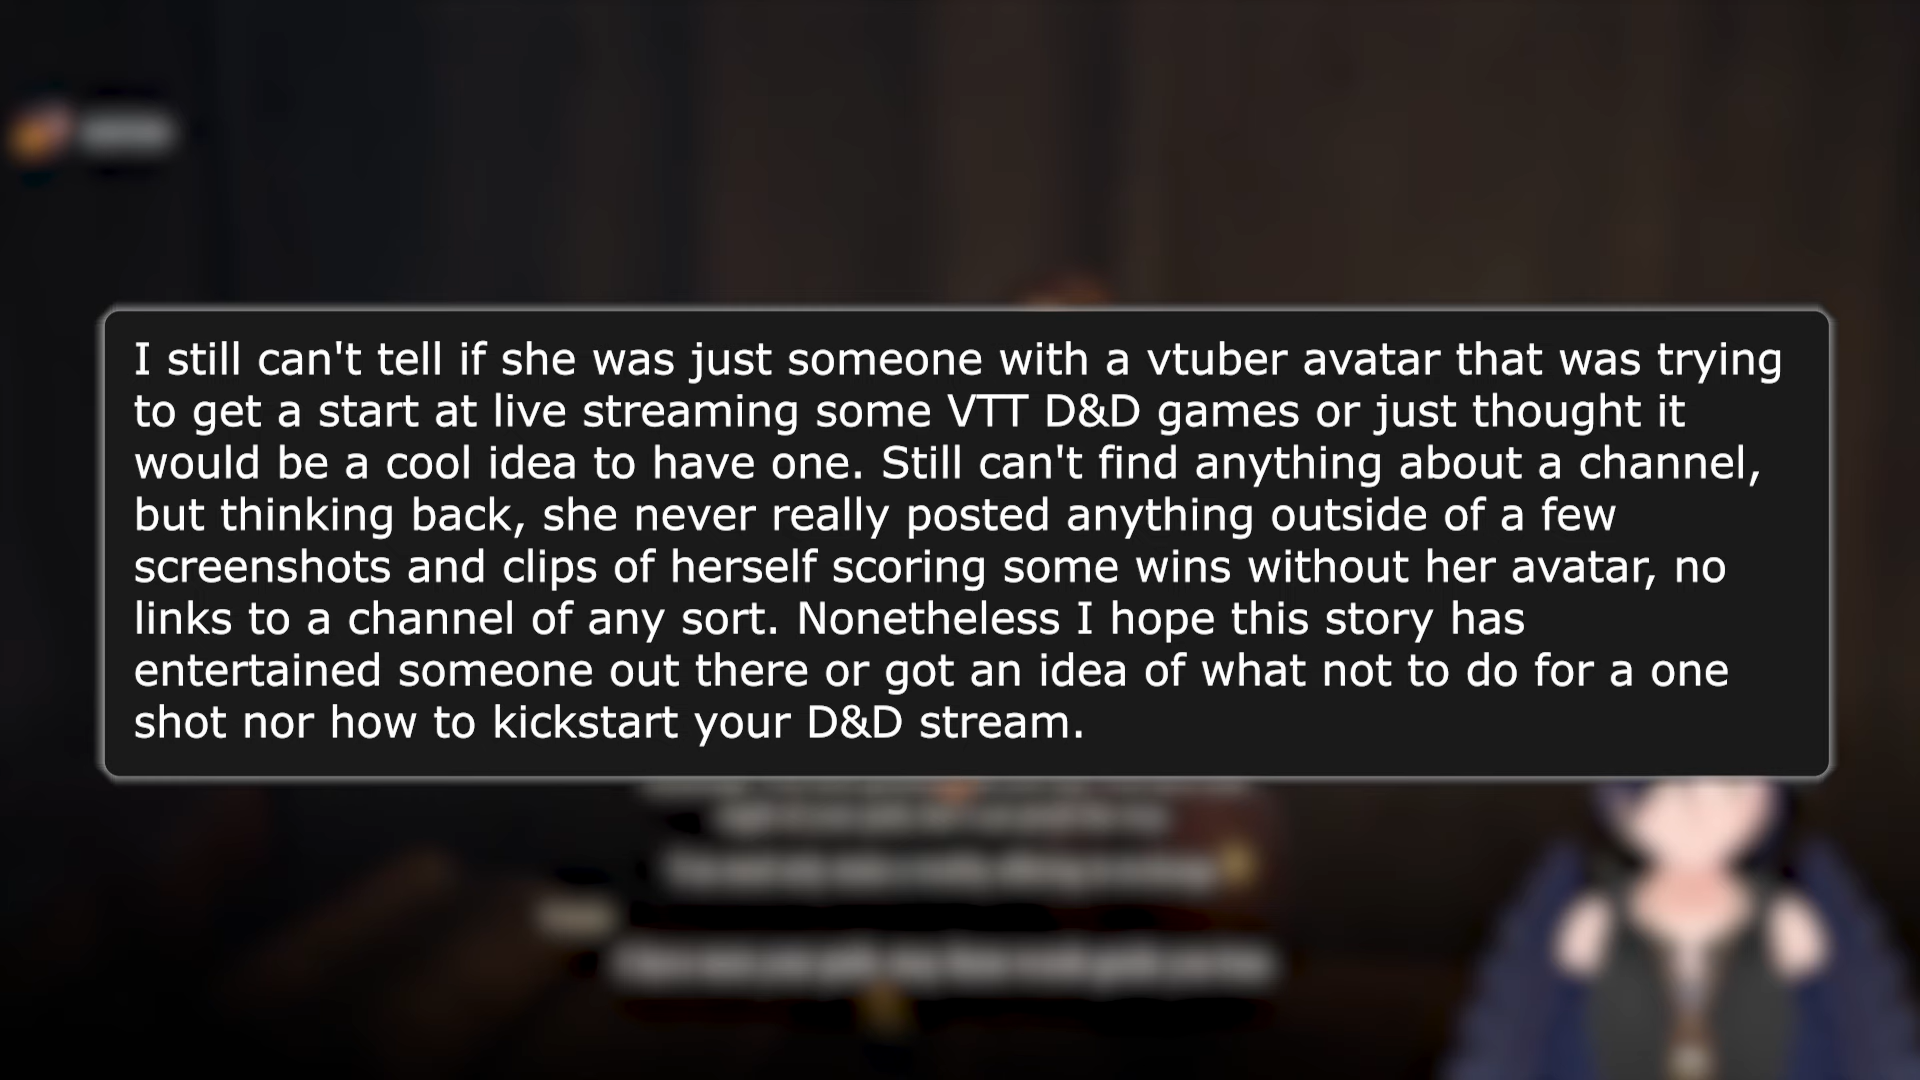 I still can't tell if she was just someone with a vtuber avatar that was trying
to get a start at live streaming some VTT D&D games or just thought it
would be a cool idea to have one. Still can't find anything about a channel,
but thinking back, she never really posted anything outside of a few
screenshots and clips of herself scoring some wins without her avatar, no
links to a channel of any sort. Nonetheless I hope this story has
entertained someone out there or got an idea of what not to do for a one
shot nor how to kickstart your D&D stream.